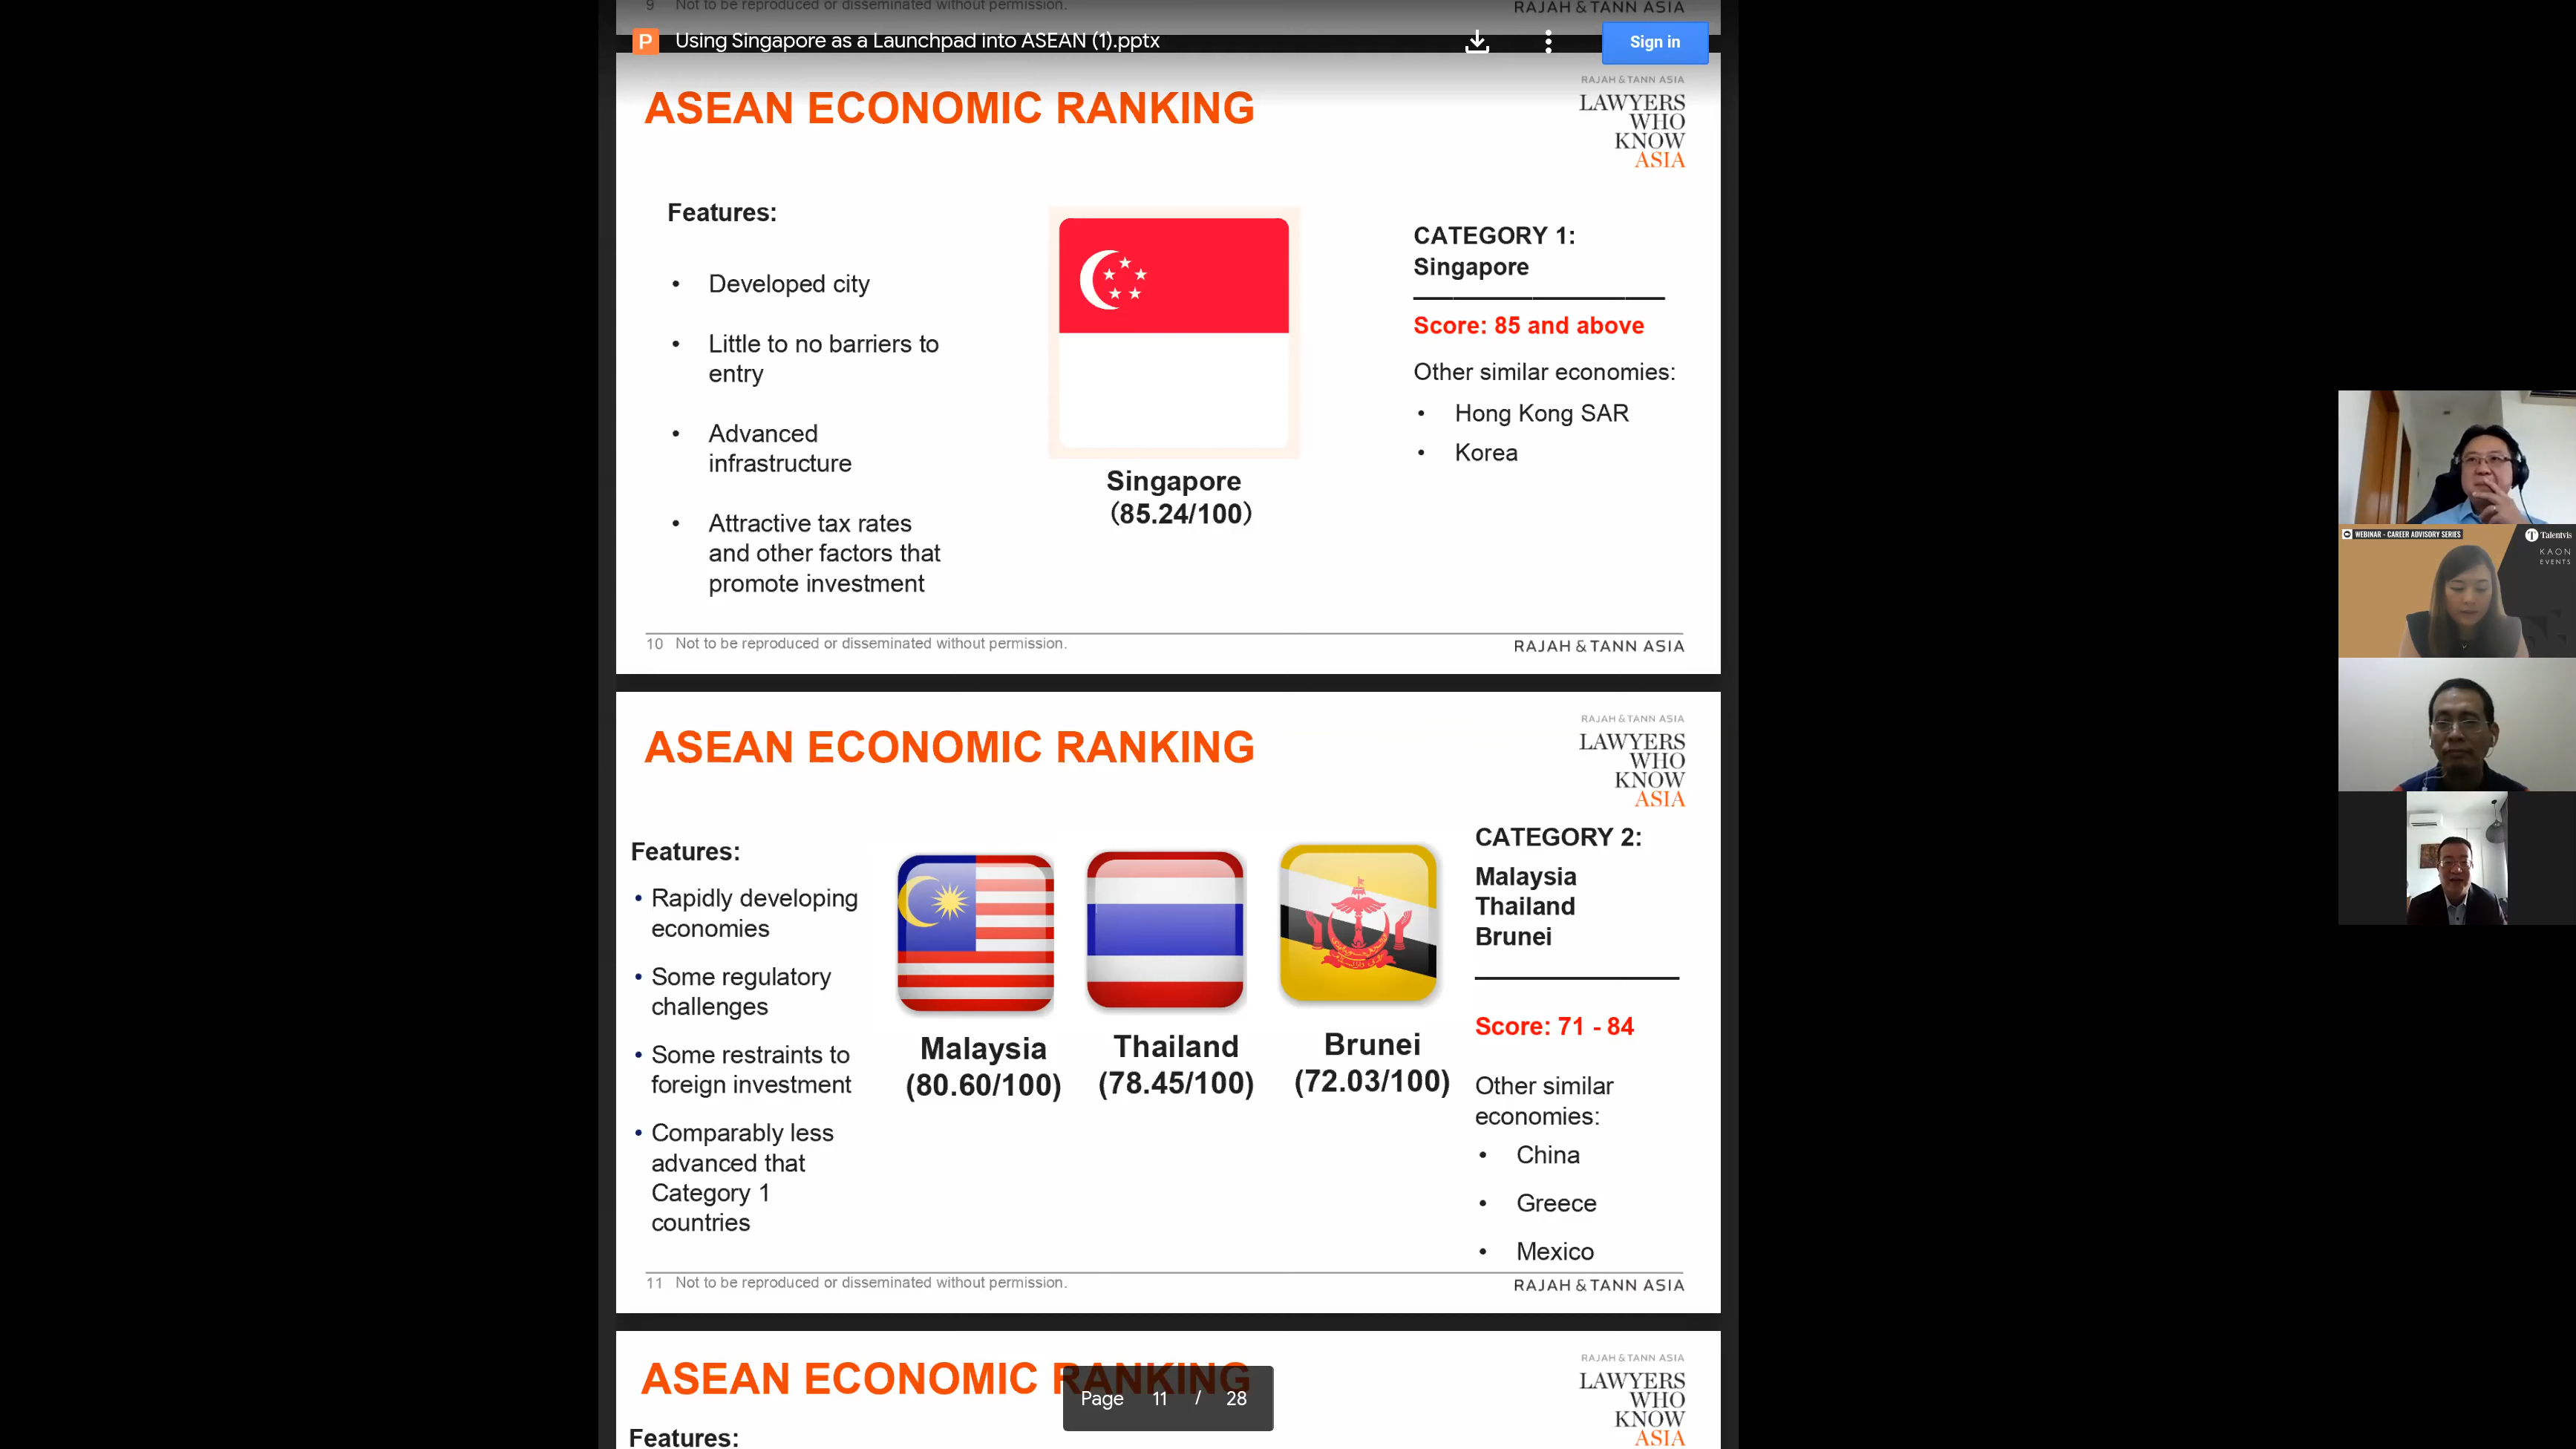 9 Not to be reproduced or disseminated without permission.
RAJAH & TANN ASIA
P Using Singapore as a Launchpad into ASEAN (1).pptx
Sign in
RAJAH & TANN ASIA
LAWYERS
WHO
KNOW
ASIA
ASEAN ECONOMIC RANKING
Features:
• Developed city
• Little to no barriers to
entry
• Advanced
infrastructure
• Attractive tax rates
and other factors that
promote investment
Singapore
(85.24/100)
CATEGORY 1:
Singapore
Score: 85 and above
Other similar economies:
• Hong Kong SAR
• Korea
10 Not to be reproduced or disseminated without permission.
RAJAH & TANN ASIA
ASEAN ECONOMIC RANKING
RAJAH & TANN ASIA
LAWYERS
WHO
KNOW
ASIA
Features:
• Rapidly developing
economies
• Some regulatory
challenges
• Some restraints to
foreign investment
• Comparably less
advanced that
Category 1
countries
Malaysia
(80.60/100)
Thailand
(78.45/100)
Brunei
(72.03/100)
CATEGORY 2:
Malaysia
Thailand
Brunei
Score: 71 - 84
Other similar
economies:
• China
• Greece
• Mexico
11 Not to be reproduced or disseminated without permission.
RAJAH & TANN ASIA
ASEAN ECONOMIC RANKING
RAJAH & TANN ASIA
LAWYERS
WHO
KNOW
ASIA
Page 11 / 28
Features:
WEBINAR - CAREER ADVISORY SERIES
T Talentvis
KAON
EVENTS